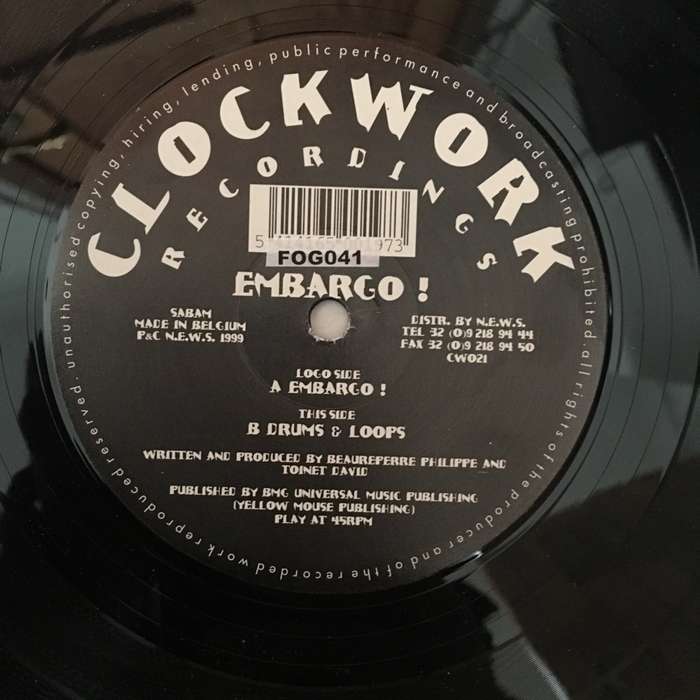 unauthorised copying, hiring, lending, public performance and broadcasting prohibited. all rights of the producer and of the recorded work reproduced reserved.
CLOCKWORK
RECORDINGS
FOG041
EMBARGO !
SABAM
MADE IN BELGIUM
P&C N.E.W.S. 1999
DISTR. BY N.E.W.S.
TEL 32 (0)9 218 94 44
FAX 32 (0)9 218 94 50
CW021
LOGO SIDE
A EMBARGO !
THIS SIDE
B DRUMS & LOOPS
WRITTEN AND PRODUCED BY BEAUREPERRE PHILIPPE AND
TOINET DAVID
PUBLISHED BY BMG UNIVERSAL MUSIC PUBLISHING
(YELLOW MOUSE PUBLISHING)
PLAY AT 45RPM